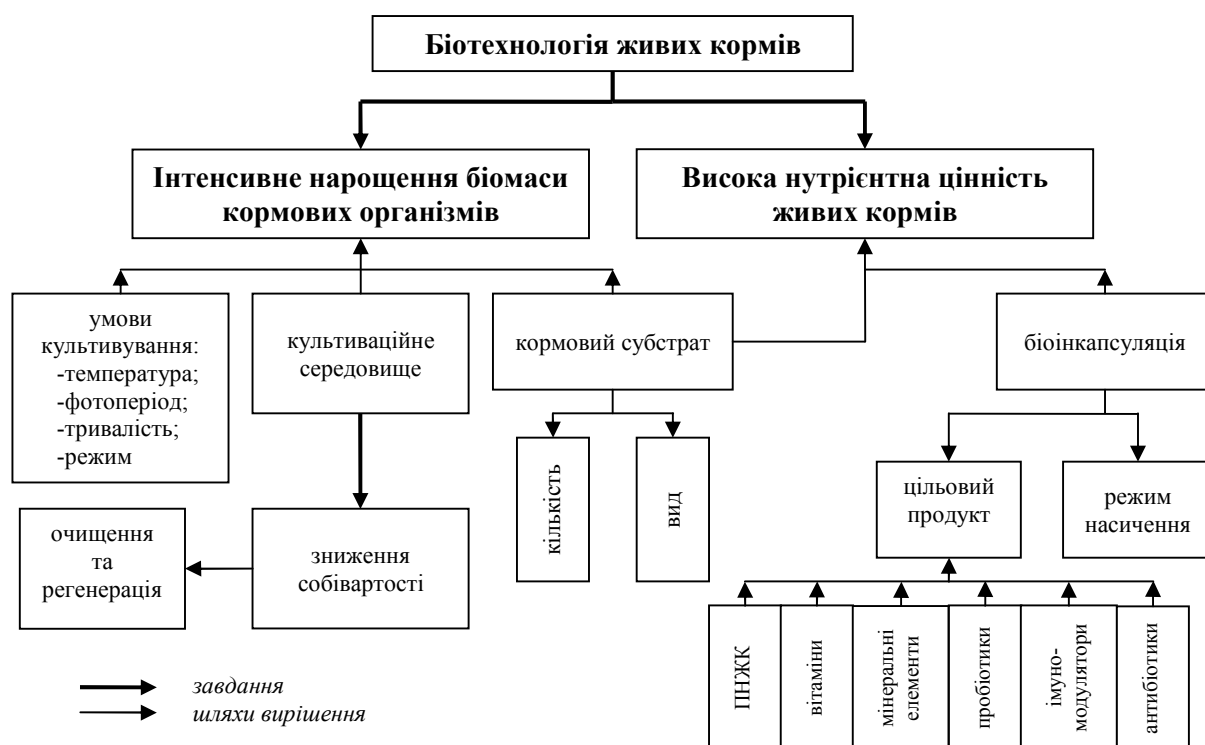 Біотехнологія живих кормів
Інтенсивне нарощення біомаси
кормових організмів
Висока нутрієнтна цінність
живих кормів
умови
культивування:
-температура;
-фотоперіод;
-тривалість;
-режим
культиваційне
середовище
кормовий субстрат
біоінкапсуляція
кількість
вид
цільовий
продукт
режим
насичення
очищення
та
регенерація
зниження
собівартості
ПНЖК
вітаміни
мінеральні
елементи
пробіотики
імуно-
модулятори
антибіотики
завдання
шляхи вирішення